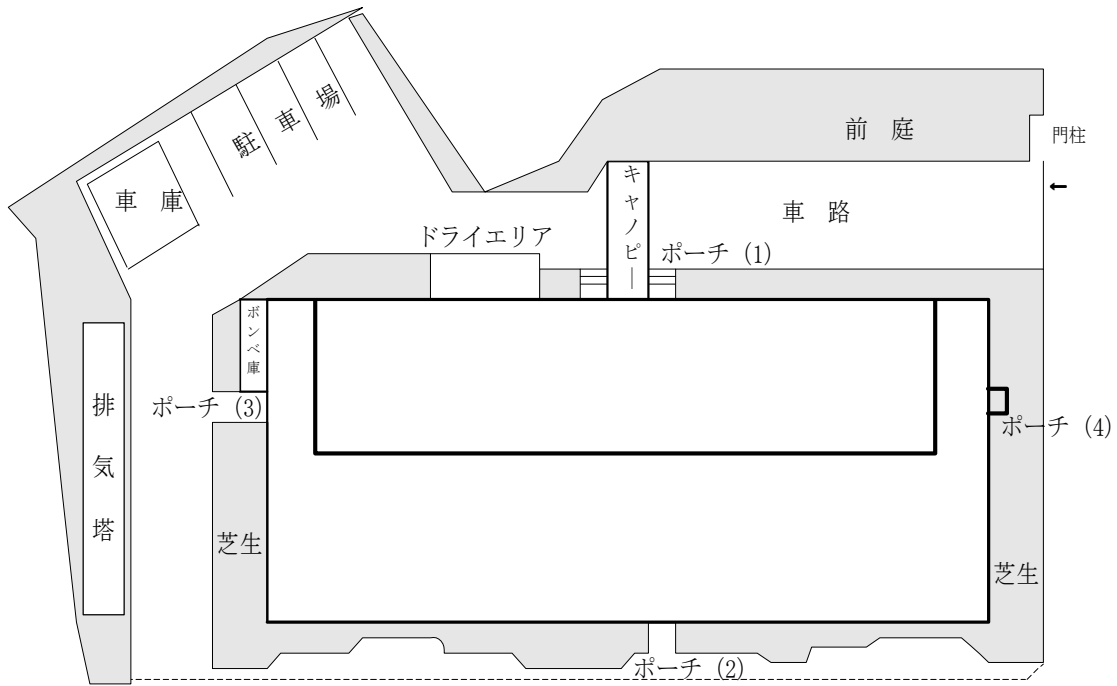 駐車場
前庭
門柱
車庫
キャノピー
車路
←
ドライエリア
ポーチ (1)
ボンベ庫
ポーチ (3)
排気塔
ポーチ (4)
芝生
芝生
ポーチ (2)